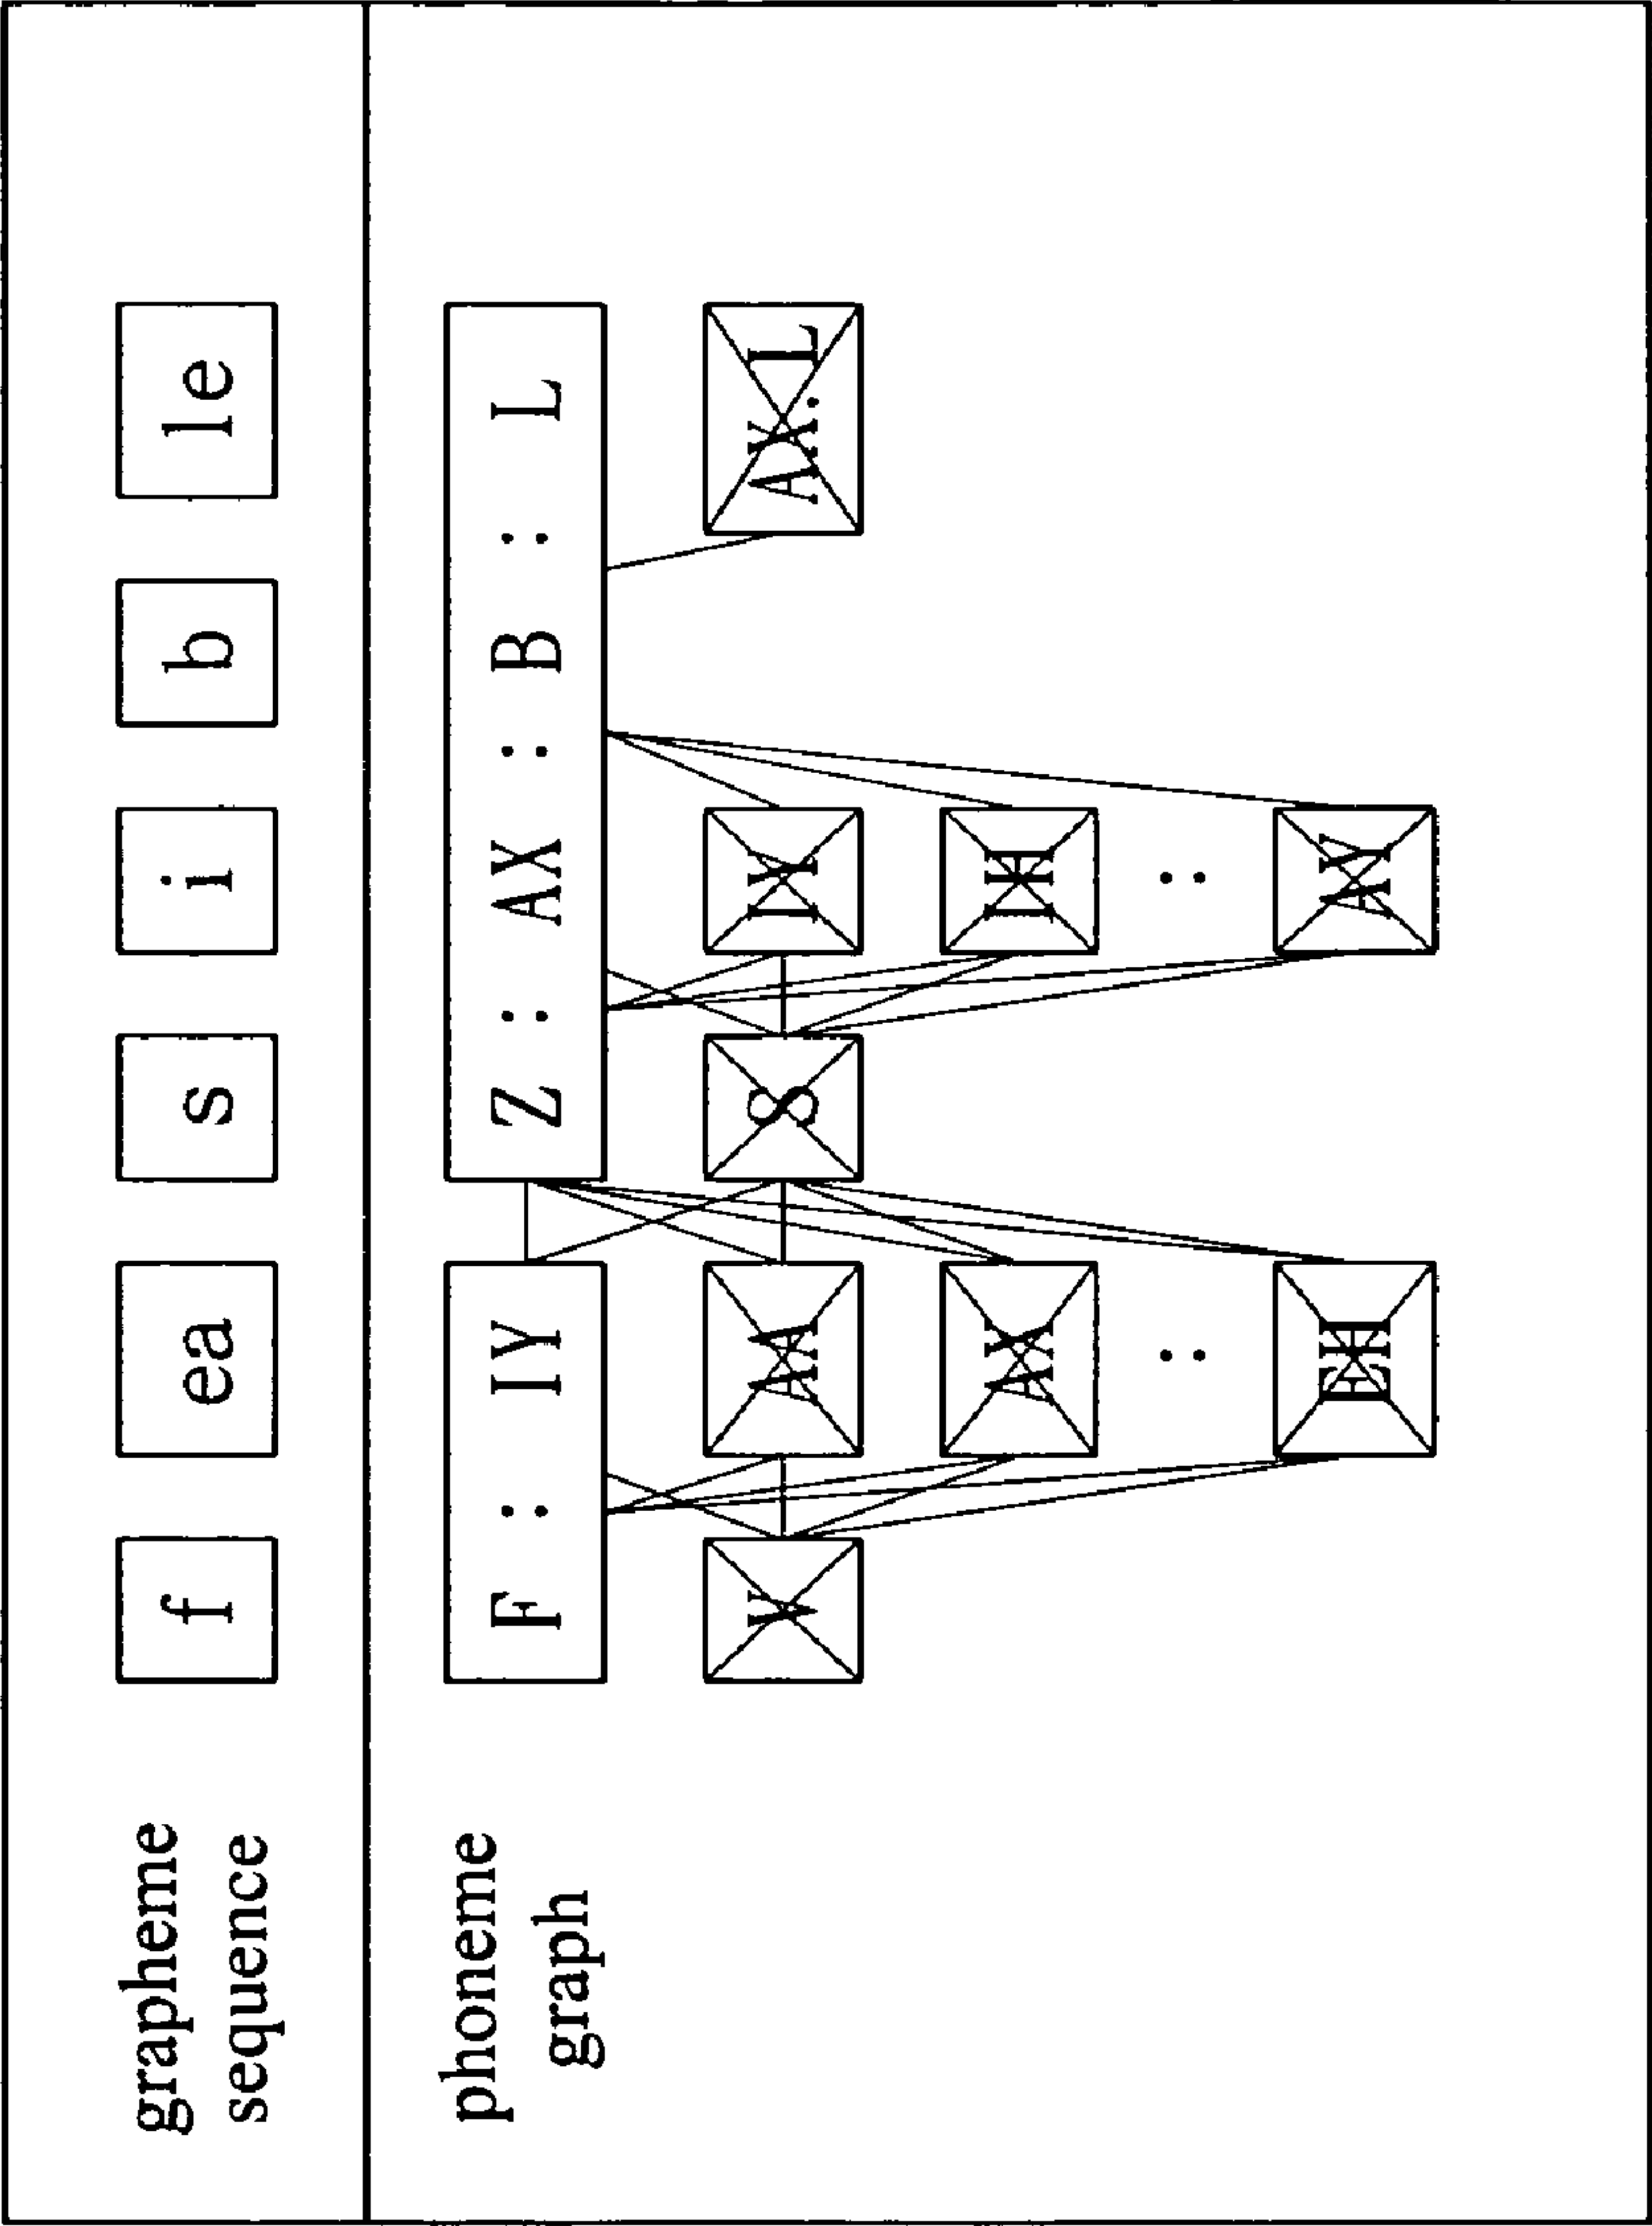 grapheme
sequence
f ea s i b le
phoneme
graph
F : IY Z : AX : B : L
V AA S IY AX.L
AX IH
: :
EH AY